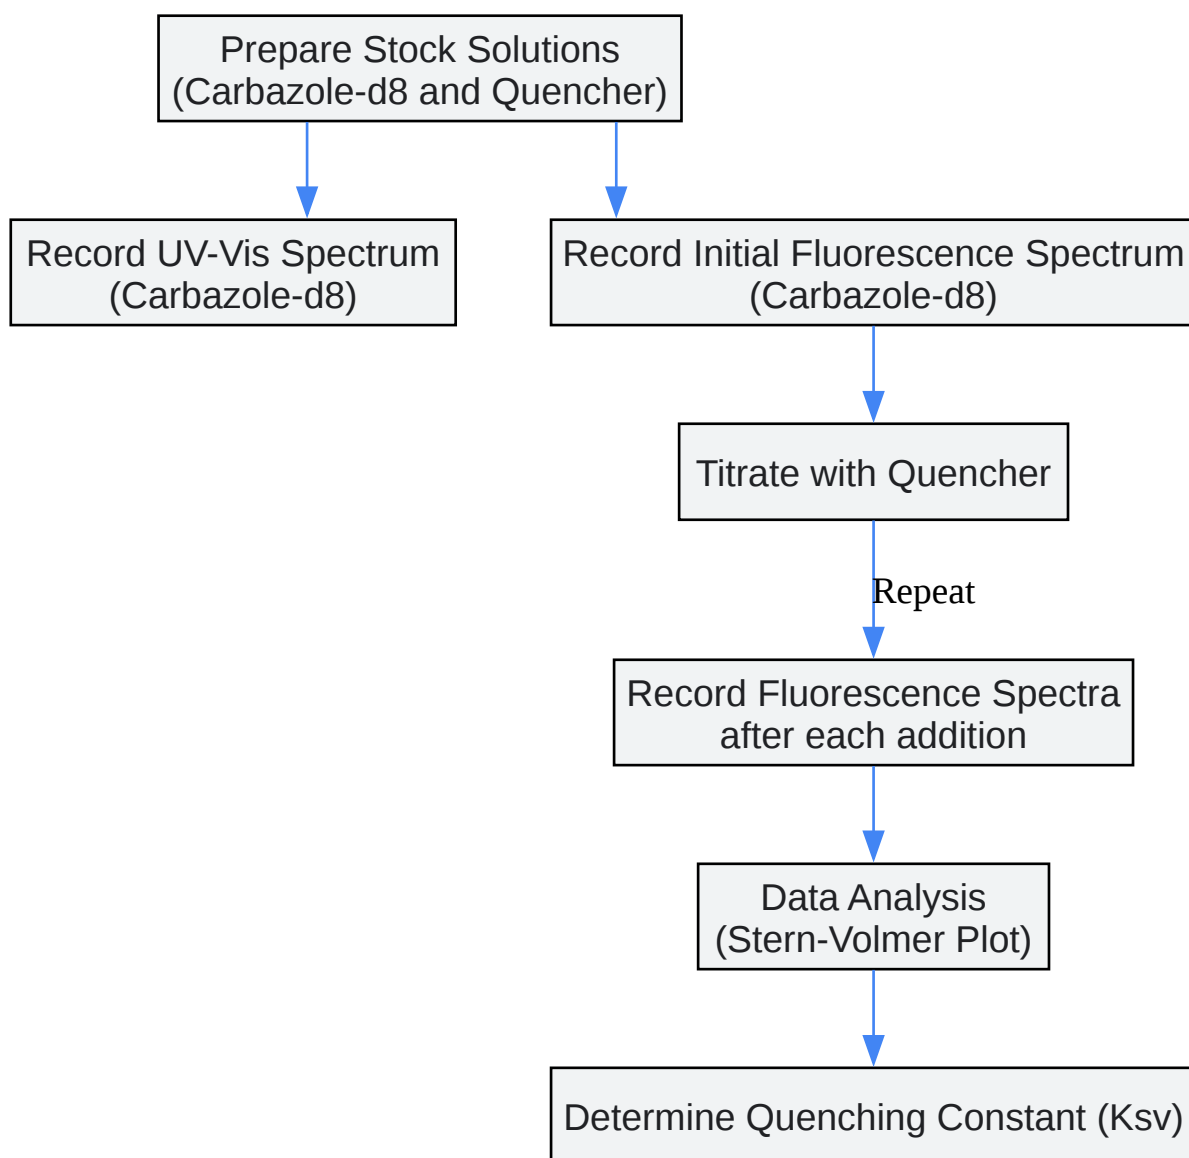 Prepare Stock Solutions
(Carbazole-d8 and Quencher)
Record UV-Vis Spectrum
(Carbazole-d8)
Record Initial Fluorescence Spectrum
(Carbazole-d8)
Titrate with Quencher
Repeat
Record Fluorescence Spectra
after each addition
Data Analysis
(Stern-Volmer Plot)
Determine Quenching Constant (Ksv)